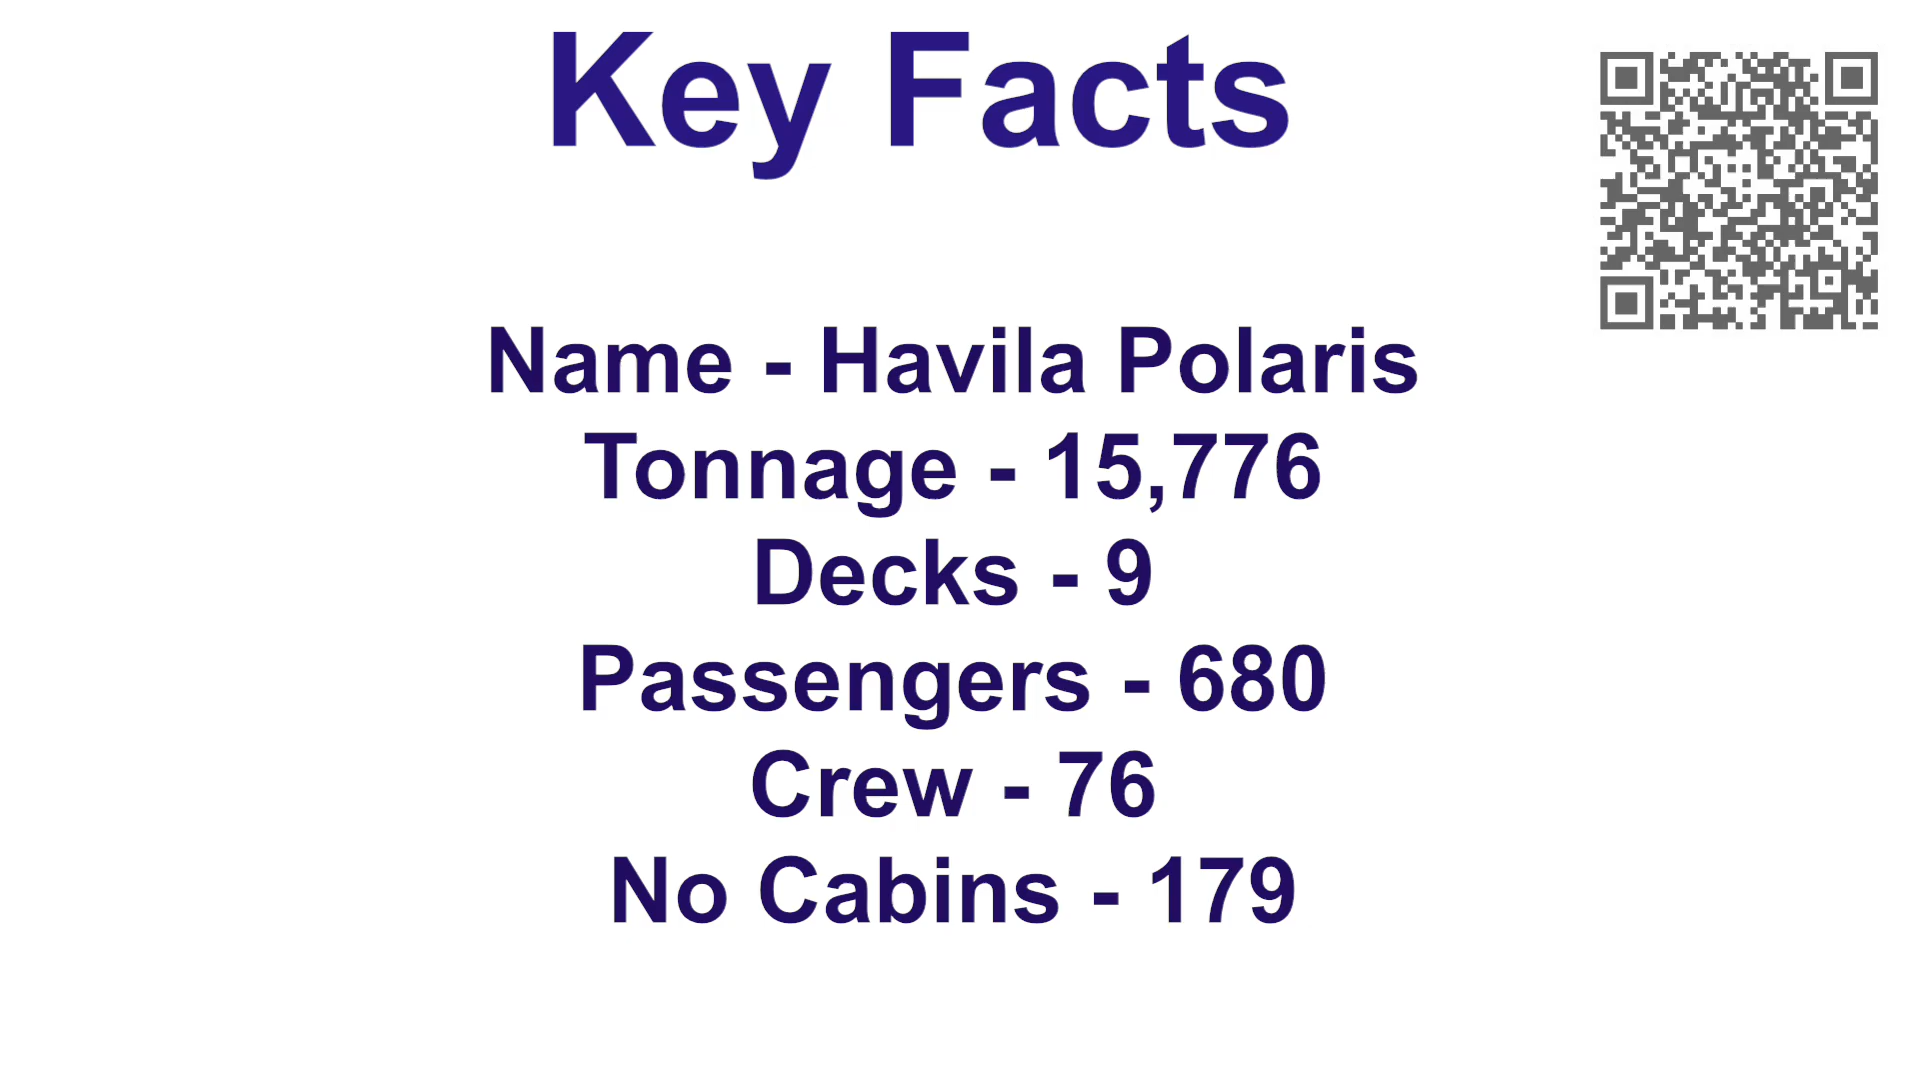 Key Facts
Name - Havila Polaris
Tonnage - 15,776
Decks - 9
Passengers - 680
Crew - 76
No Cabins - 179